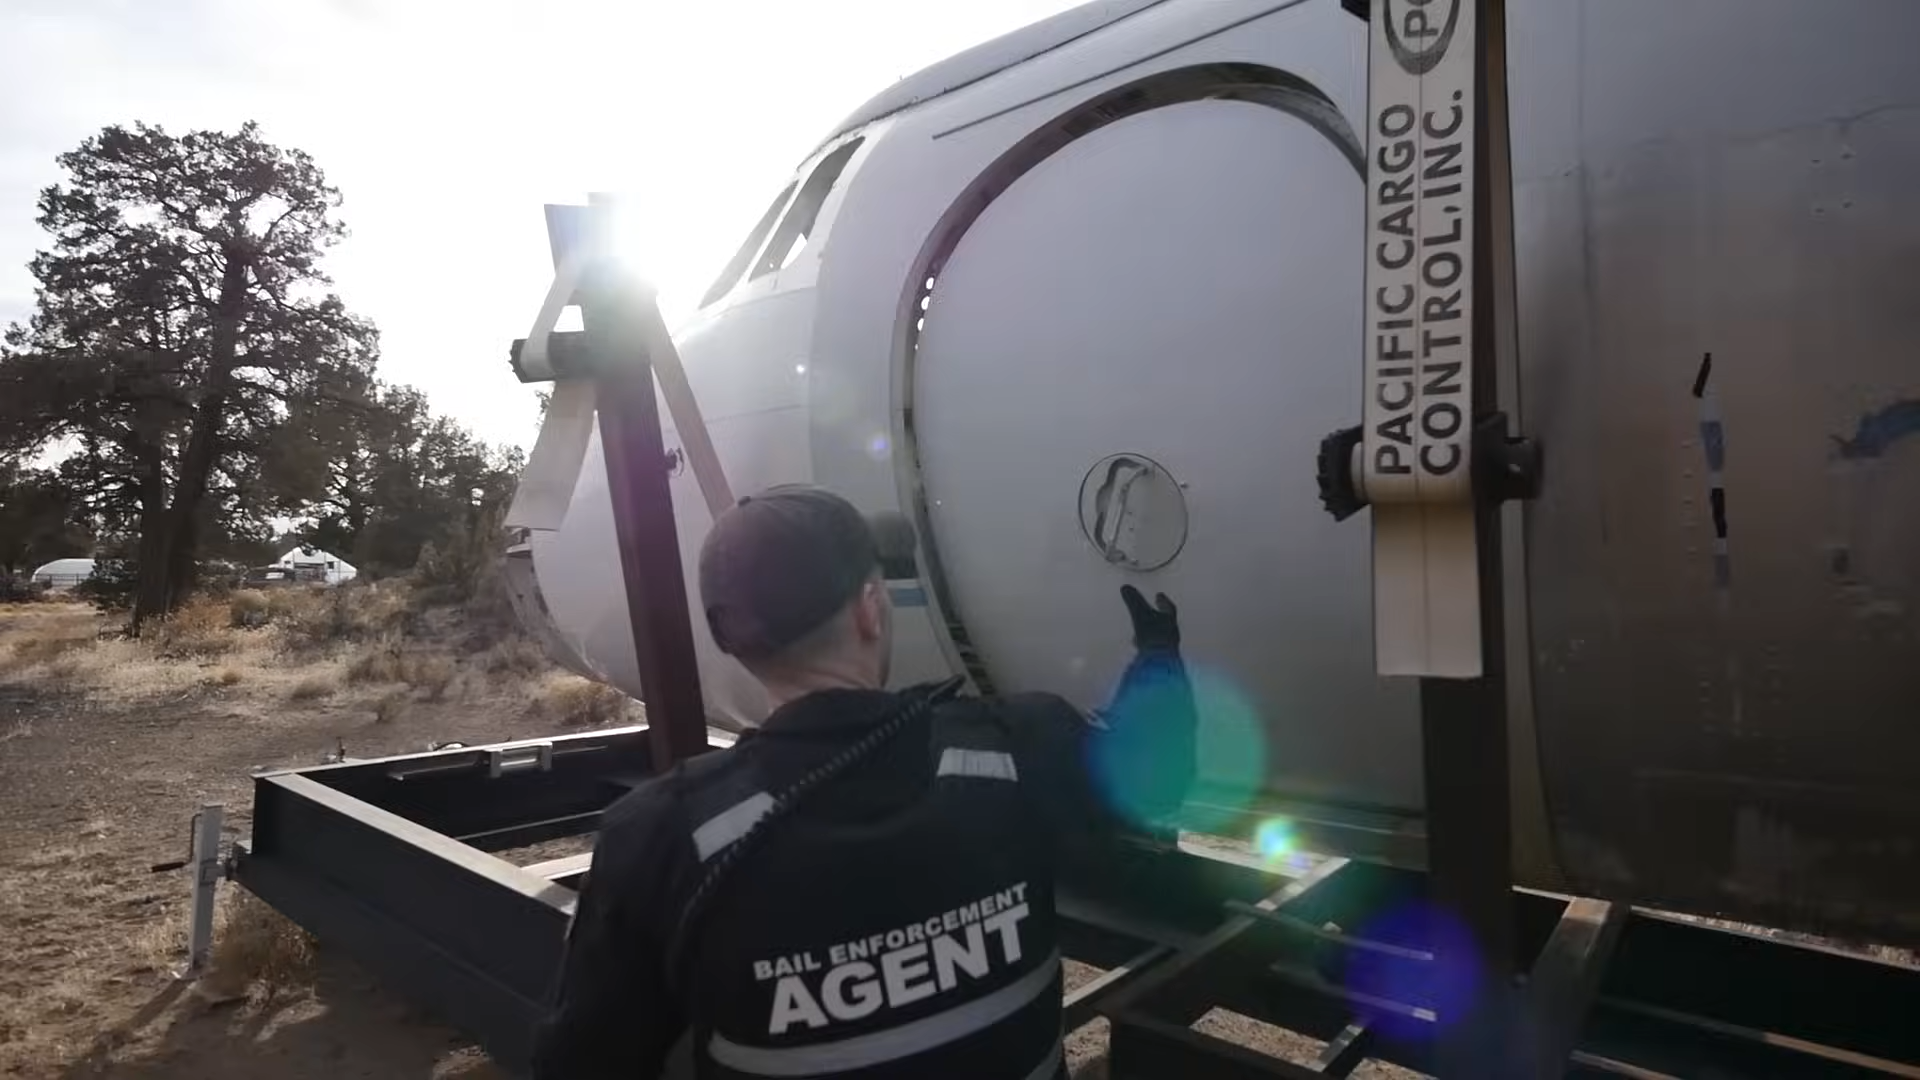 PACIFIC CARGO
CONTROL, INC.
BAIL ENFORCEMENT
AGENT